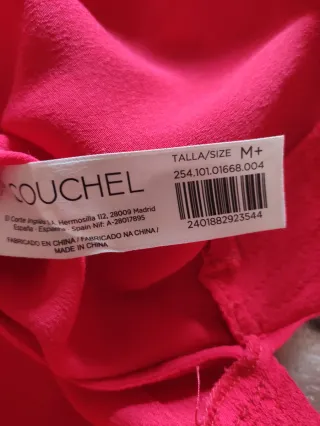 COUCHEL
TALLA/SIZE M+
254.101.01668.004
2401882923544
El Corte Inglés S.A. Hermosilla 112, 28009 Madrid
España - Espanha - Spain Nif: A-28017895
FABRICADO EN CHINA / FABRICADO NA CHINA /
MADE IN CHINA